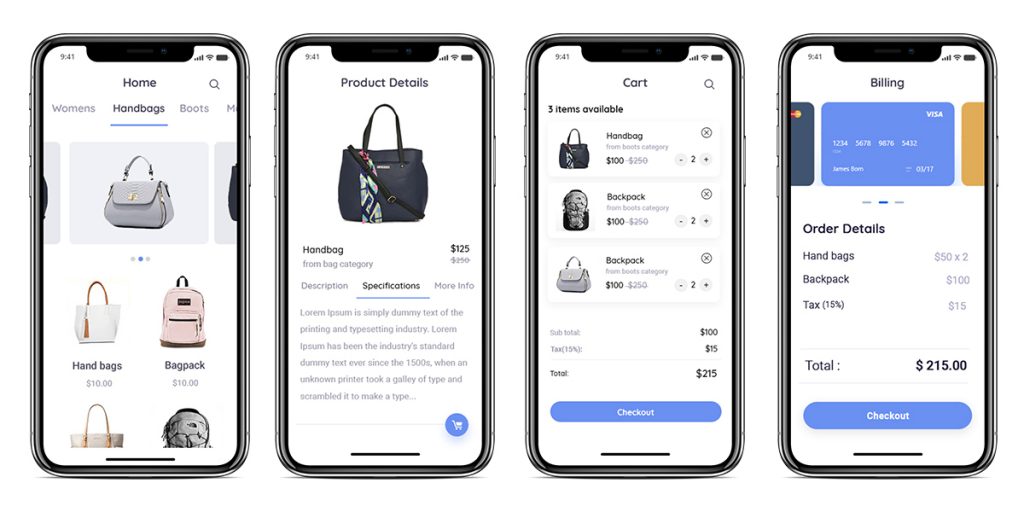 9:41
Home
Womens Handbags Boots Mo
Hand bags
$10.00
Bagpack
$10.00
9:41
Product Details
Handbag $125
from bag category $250
Description Specifications More Info
Lorem Ipsum is simply dummy text of the
printing and typesetting industry. Lorem
Ipsum has been the industry's standard
dummy text ever since the 1500s, when an
unknown printer took a galley of type and
scrambled it to make a type...
9:41
Cart
3 items available
Handbag
from boots category
$100 $250 - 2 +
Backpack
from boots category
$100 $250 - 2 +
Backpack
from boots category
$100 $250 - 2 +
Sub total: $100
Tax(15%): $15
Total: $215
Checkout
9:41
Billing
VISA
1234 5678 9876 5432
James Born 03/17
Order Details
Hand bags $50 x 2
Backpack $100
Tax (15%) $15
Total : $ 215.00
Checkout